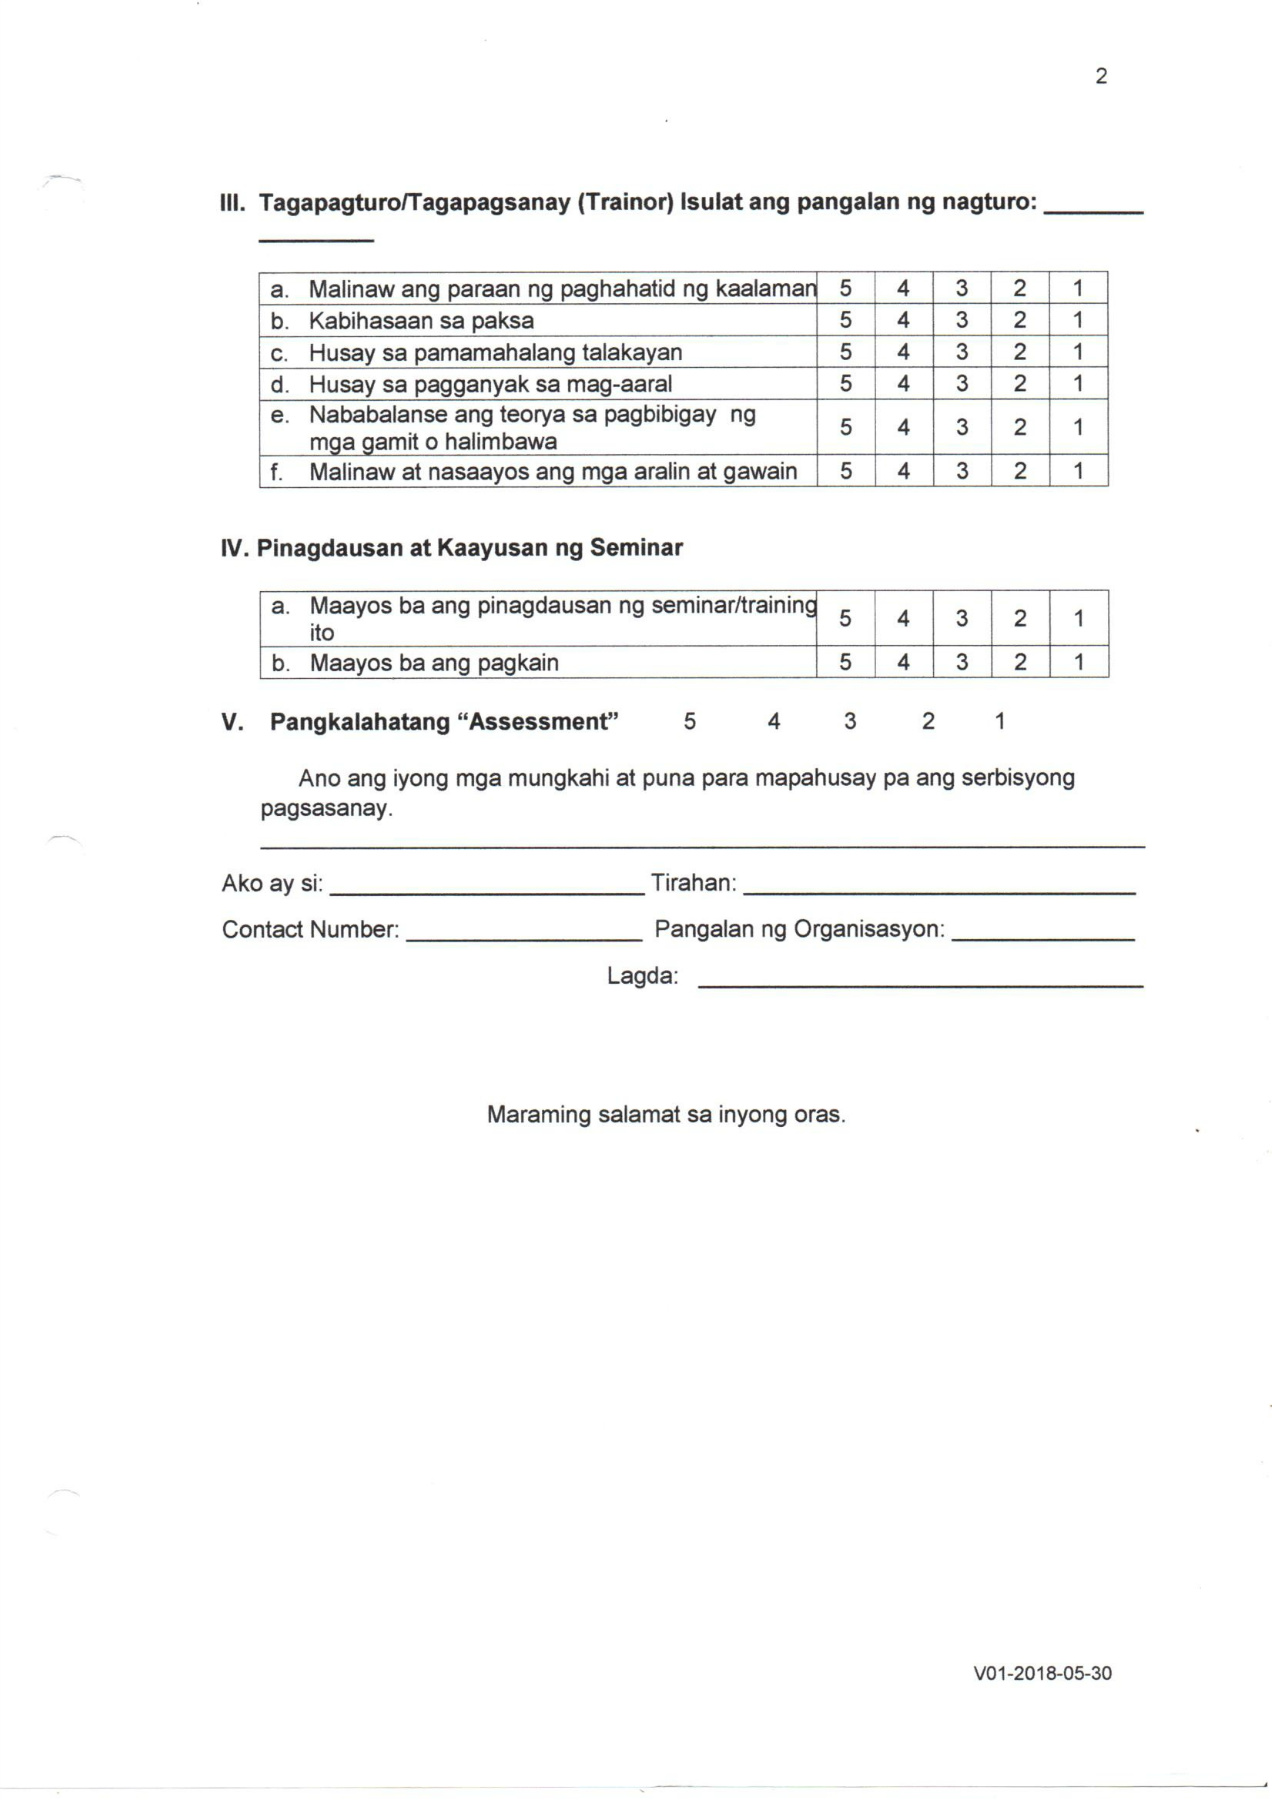 2
III. Tagapagturo/Tagapagsanay (Trainor) Isulat ang pangalan ng nagturo: ________
_________
a. Malinaw ang paraan ng paghahatid ng kaalaman 5 4 3 2 1
b. Kabihasaan sa paksa 5 4 3 2 1
c. Husay sa pamamahalang talakayan 5 4 3 2 1
d. Husay sa pagganyak sa mag-aaral 5 4 3 2 1
e. Nababalanse ang teorya sa pagbibigay ng
mga gamit o halimbawa 5 4 3 2 1
f. Malinaw at nasaayos ang mga aralin at gawain 5 4 3 2 1
IV. Pinagdausan at Kaayusan ng Seminar
a. Maayos ba ang pinagdausan ng seminar/training
ito 5 4 3 2 1
b. Maayos ba ang pagkain 5 4 3 2 1
V. Pangkalahatang “Assessment” 5 4 3 2 1
Ano ang iyong mga mungkahi at puna para mapahusay pa ang serbisyong
pagsasanay.
Ako ay si: ________________________ Tirahan: ______________________________
Contact Number: __________________ Pangalan ng Organisasyon: ______________
Lagda: __________________________________
Maraming salamat sa inyong oras.
V01-2018-05-30